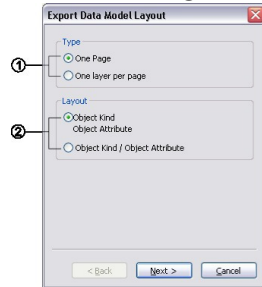 Export Data Model Layout
Type
1
One Page
One layer per page
Layout
2
Object Kind
Object Attribute
Object Kind / Object Attribute
< Back
Next >
Cancel